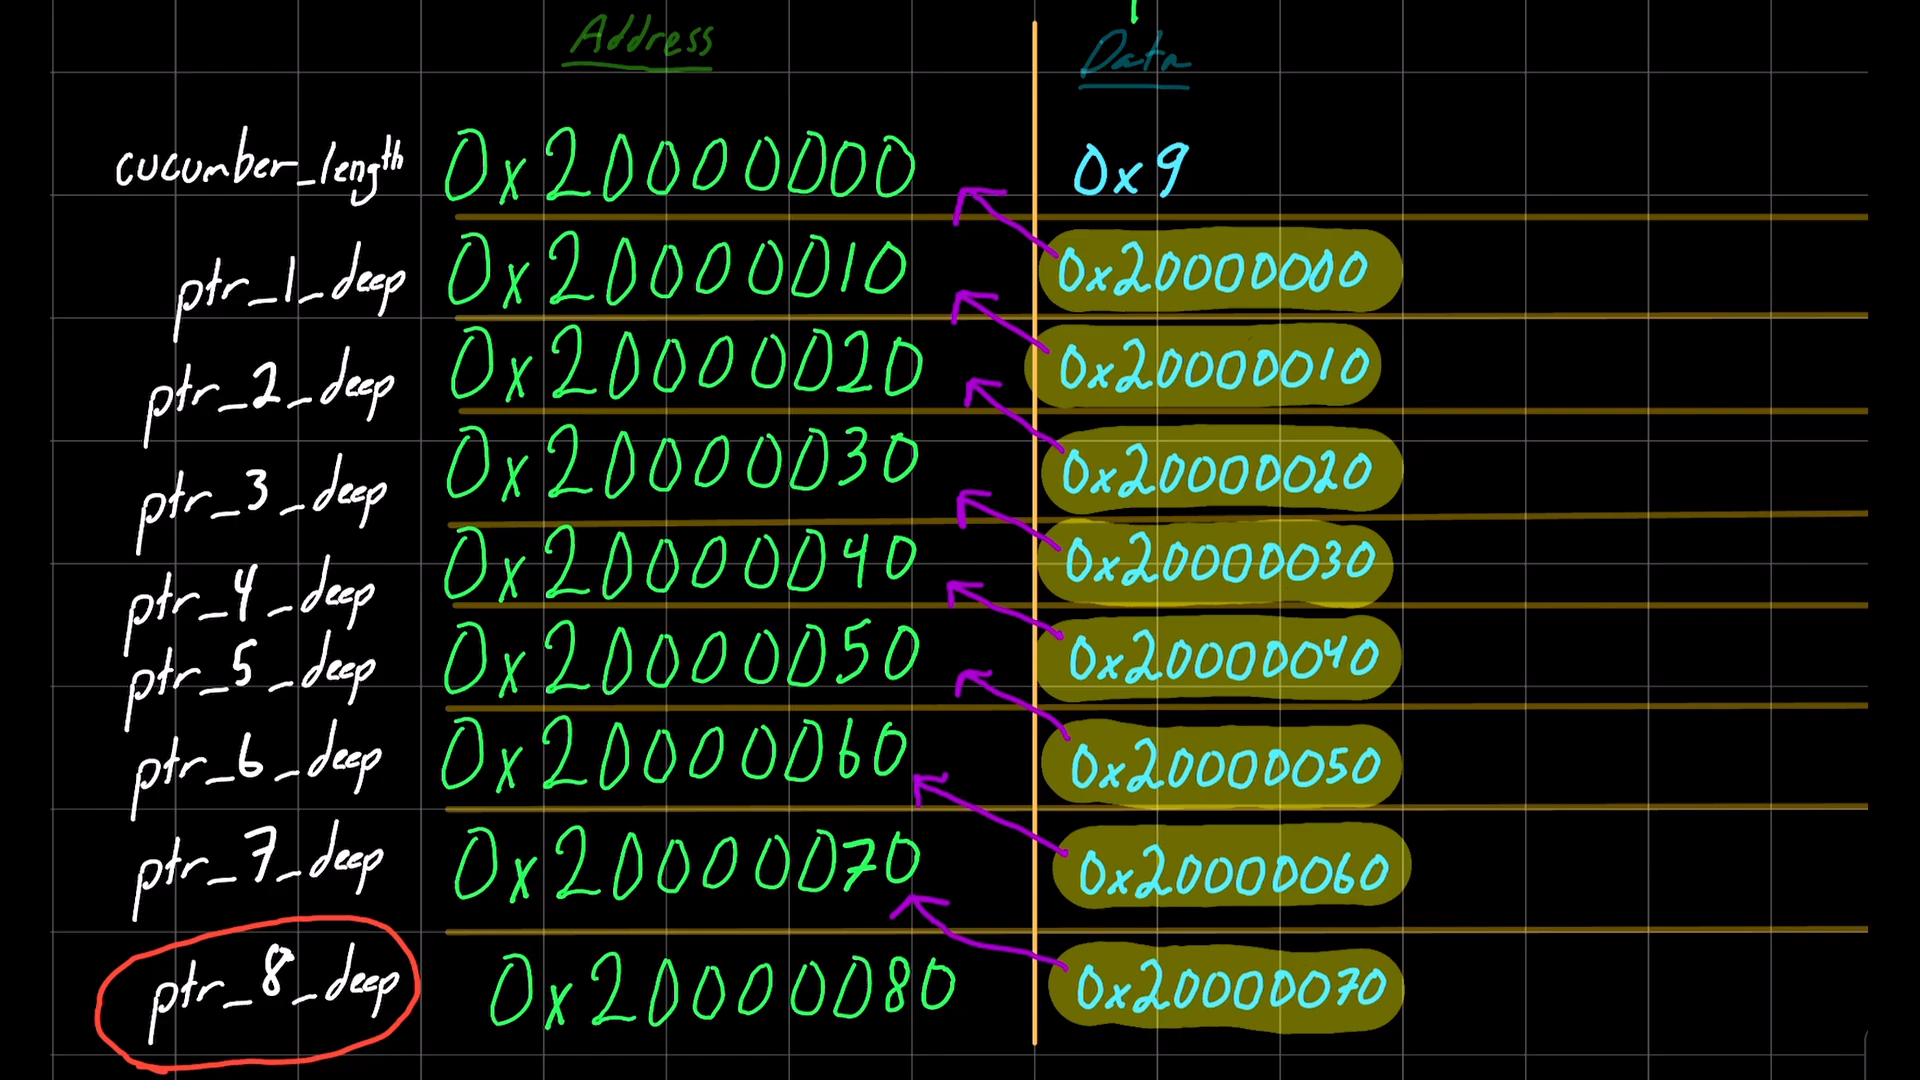 Address Data
cucumber_length 0x20000000 0x9
ptr_1_deep 0x20000010 0x20000000
ptr_2_deep 0x20000020 0x20000010
ptr_3_deep 0x20000030 0x20000020
ptr_4_deep 0x20000040 0x20000030
ptr_5_deep 0x20000050 0x20000040
ptr_6_deep 0x20000060 0x20000050
ptr_7_deep 0x20000070 0x20000060
ptr_8_deep 0x20000080 0x20000070